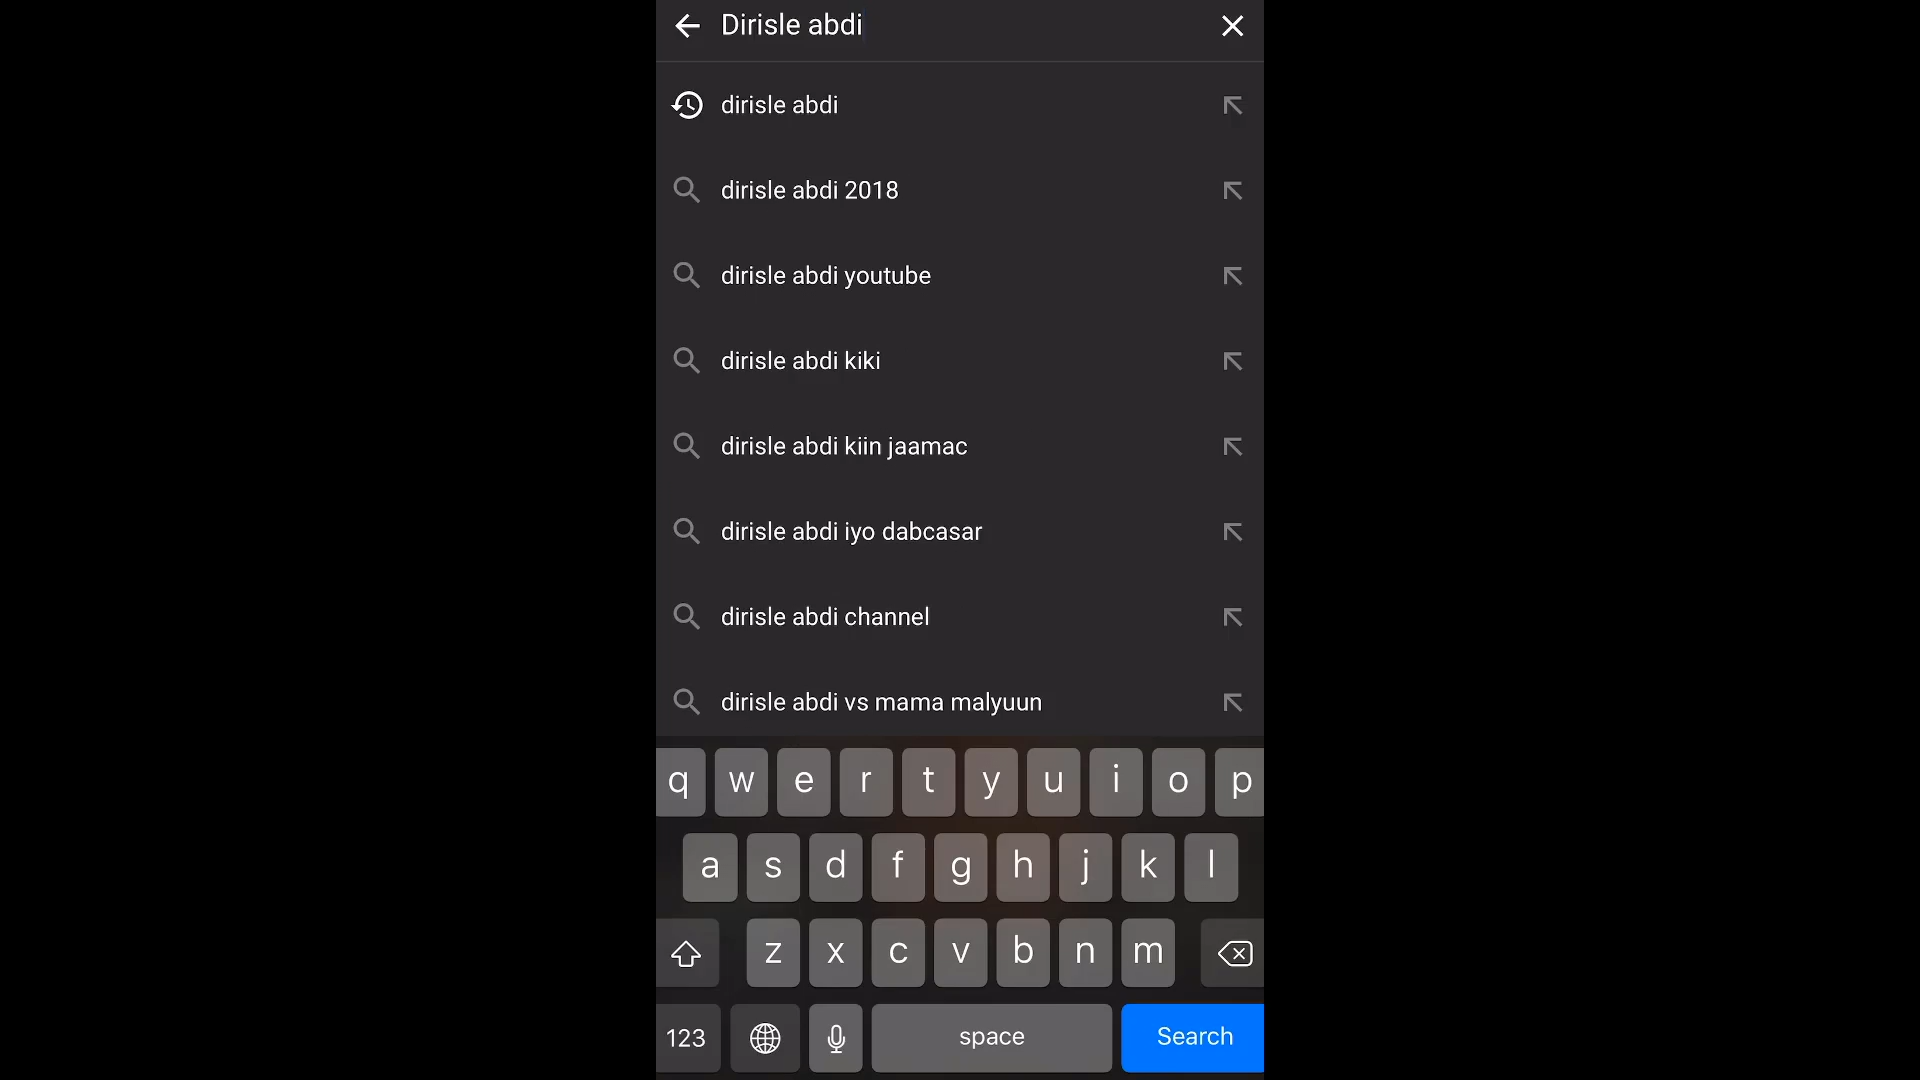 Dirisle abdi
dirisle abdi
dirisle abdi 2018
dirisle abdi youtube
dirisle abdi kiki
dirisle abdi kiin jaamac
dirisle abdi iyo dabcasar
dirisle abdi channel
dirisle abdi vs mama malyuun
q w e r t y u i o p
a s d f g h j k l
z x c v b n m
123 space Search